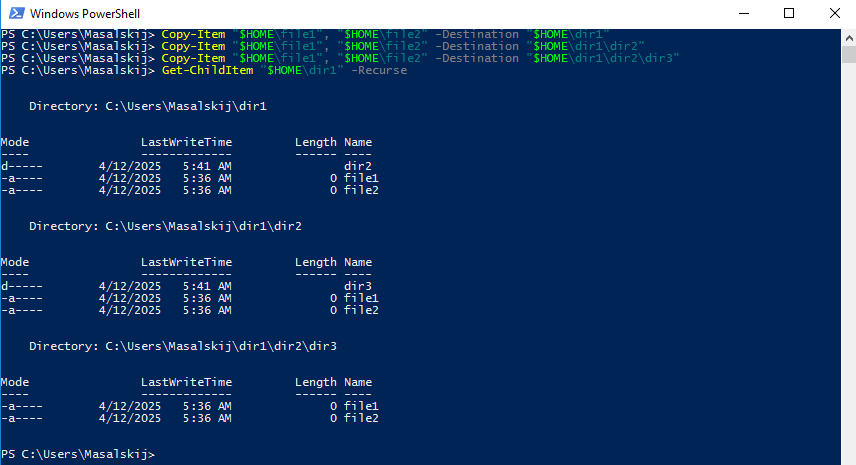 Windows PowerShell
PS C:\Users\Masalskij> Copy-Item "$HOME\file1", "$HOME\file2" -Destination "$HOME\dir1"
PS C:\Users\Masalskij> Copy-Item "$HOME\file1", "$HOME\file2" -Destination "$HOME\dir1\dir2"
PS C:\Users\Masalskij> Copy-Item "$HOME\file1", "$HOME\file2" -Destination "$HOME\dir1\dir2\dir3"
PS C:\Users\Masalskij> Get-ChildItem "$HOME\dir1" -Recurse
    Directory: C:\Users\Masalskij\dir1
Mode                LastWriteTime         Length Name
----                -------------         ------ ----
d-----        4/12/2025   5:41 AM                dir2
-a----        4/12/2025   5:36 AM              0 file1
-a----        4/12/2025   5:36 AM              0 file2
    Directory: C:\Users\Masalskij\dir1\dir2
Mode                LastWriteTime         Length Name
----                -------------         ------ ----
d-----        4/12/2025   5:41 AM                dir3
-a----        4/12/2025   5:36 AM              0 file1
-a----        4/12/2025   5:36 AM              0 file2
    Directory: C:\Users\Masalskij\dir1\dir2\dir3
Mode                LastWriteTime         Length Name
----                -------------         ------ ----
-a----        4/12/2025   5:36 AM              0 file1
-a----        4/12/2025   5:36 AM              0 file2
PS C:\Users\Masalskij>